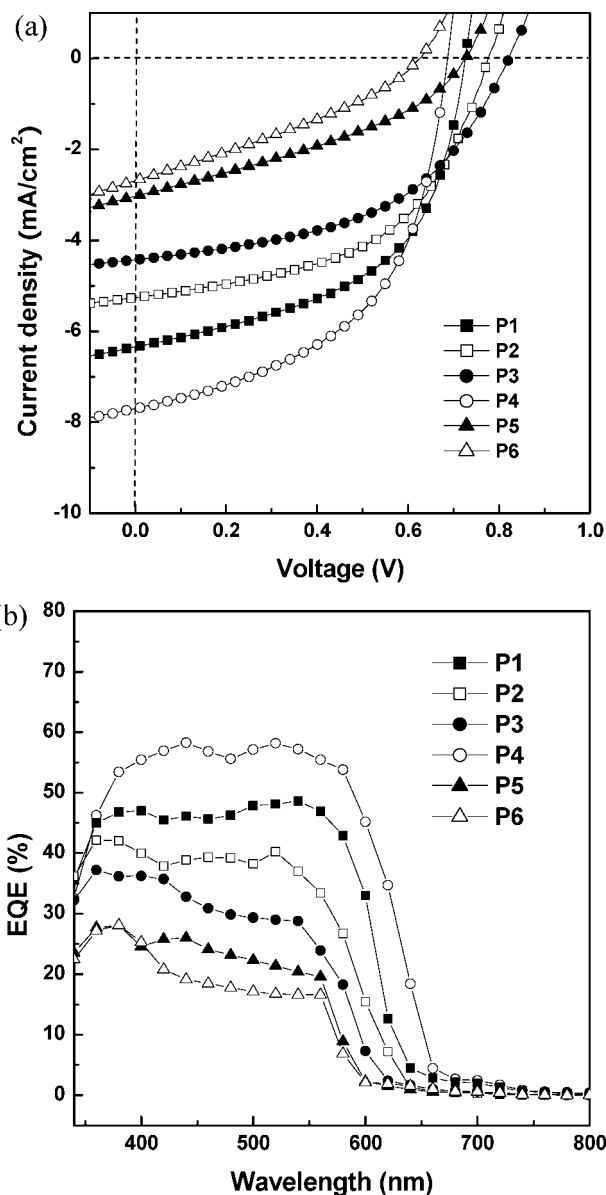 (a)
0
-2
-4
-6
-8
-10
Current density (mA/cm²)
P1
P2
P3
P4
P5
P6
0.0 0.2 0.4 0.6 0.8 1.0
Voltage (V)
b)
80
70
60
50
40
30
20
10
0
EQE (%)
P1
P2
P3
P4
P5
P6
400 500 600 700 800
Wavelength (nm)